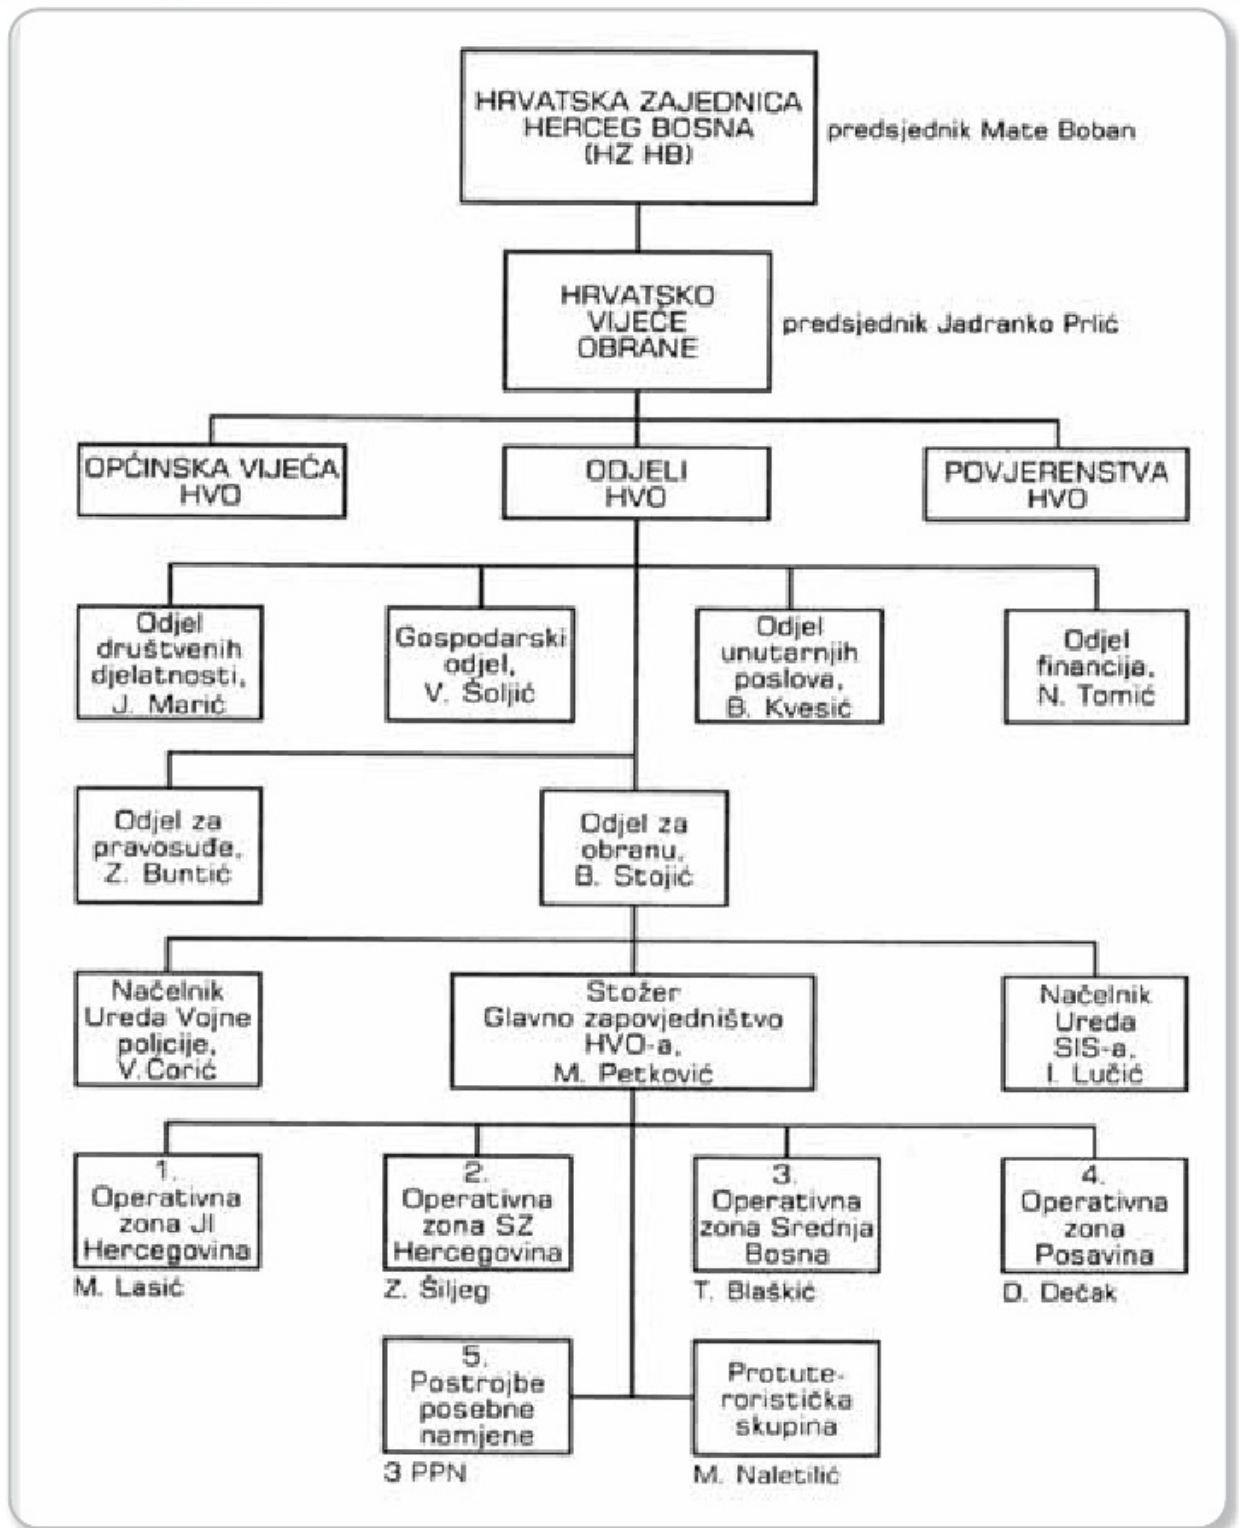 HRVATSKA ZAJEDNICA
HERCEG BOSNA
(HZ HB)
predsjednik Mate Boban
HRVATSKO
VIJEĆE
OBRANE
predsjednik Jadranko Prlić
OPĆINSKA VIJEĆA
HVO
ODJELI
HVO
POVJERENSTVA
HVO
Odjel
društvenih
djelatnosti,
J. Marić
Gospodarski
odjel,
V. Šoljić
Odjel
unutarnjih
poslova,
B. Kvesić
Odjel
financija,
N. Tomić
Odjel za
pravosuđe,
Z. Buntić
Odjel za
obranu,
B. Stojić
Načelnik
Ureda Vojne
policije,
V. Ćorić
Stožer
Glavno zapovjedništvo
HVO-a,
M. Petković
Načelnik
Ureda
SIS-a,
I. Lučić
1.
Operativna
zona JI
Hercegovina
M. Lasić
2.
Operativna
zona SZ
Hercegovina
Z. Šiljeg
3.
Operativna
zona Srednja
Bosna
T. Blaškić
4.
Operativna
zona
Posavina
D. Dečak
5.
Postrojbe
posebne
namjene
3 PPN
Protute-
roristička
skupina
M. Naletilić